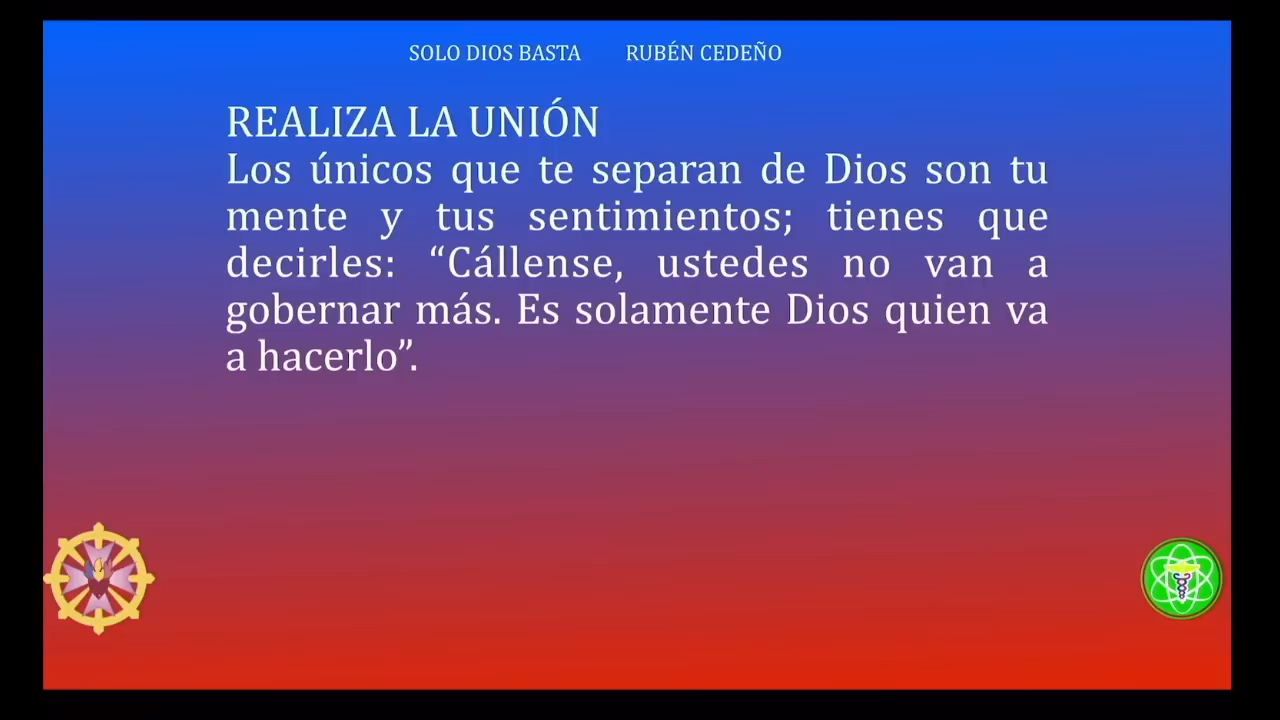 SOLO DIOS BASTA RUBÉN CEDEÑO
REALIZA LA UNIÓN
Los únicos que te separan de Dios son tu
mente y tus sentimientos; tienes que
decirles: “Cállense, ustedes no van a
gobernar más. Es solamente Dios quien va
a hacerlo”.